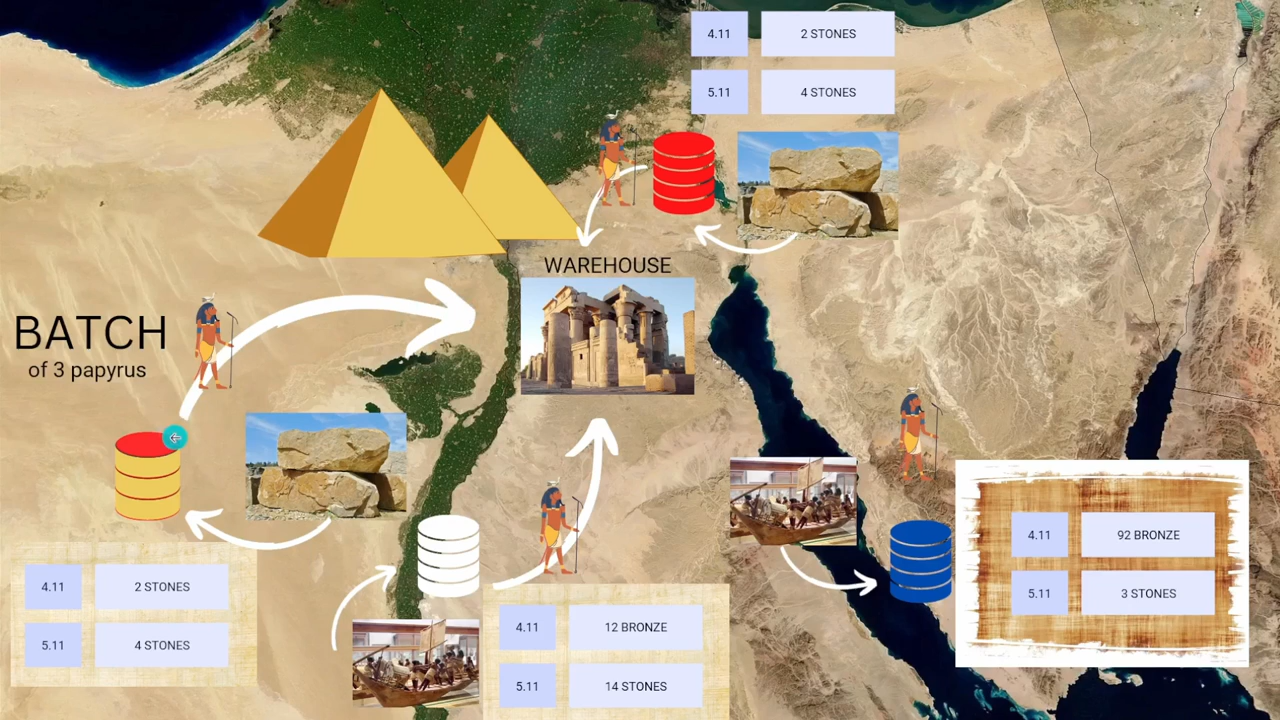 4.11 2 STONES
5.11 4 STONES
WAREHOUSE
BATCH
of 3 papyrus
4.11 92 BRONZE
5.11 3 STONES
4.11 2 STONES
5.11 4 STONES
4.11 12 BRONZE
5.11 14 STONES